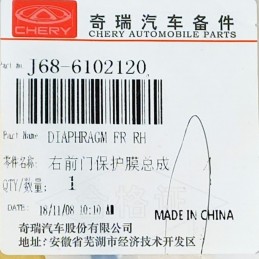 CHERY
奇瑞汽车备件
CHERY AUTOMOBILE PARTS
Part No. J68-6102120
Part Name DIAPHRAGM FR RH
零件名称: 右前门保护膜总成
QTY/数量: 1
DATE: 18/11/08 10:10 AM
MADE IN CHINA
奇瑞汽车股份有限公司
地址:安徽省芜湖市经济技术开发区